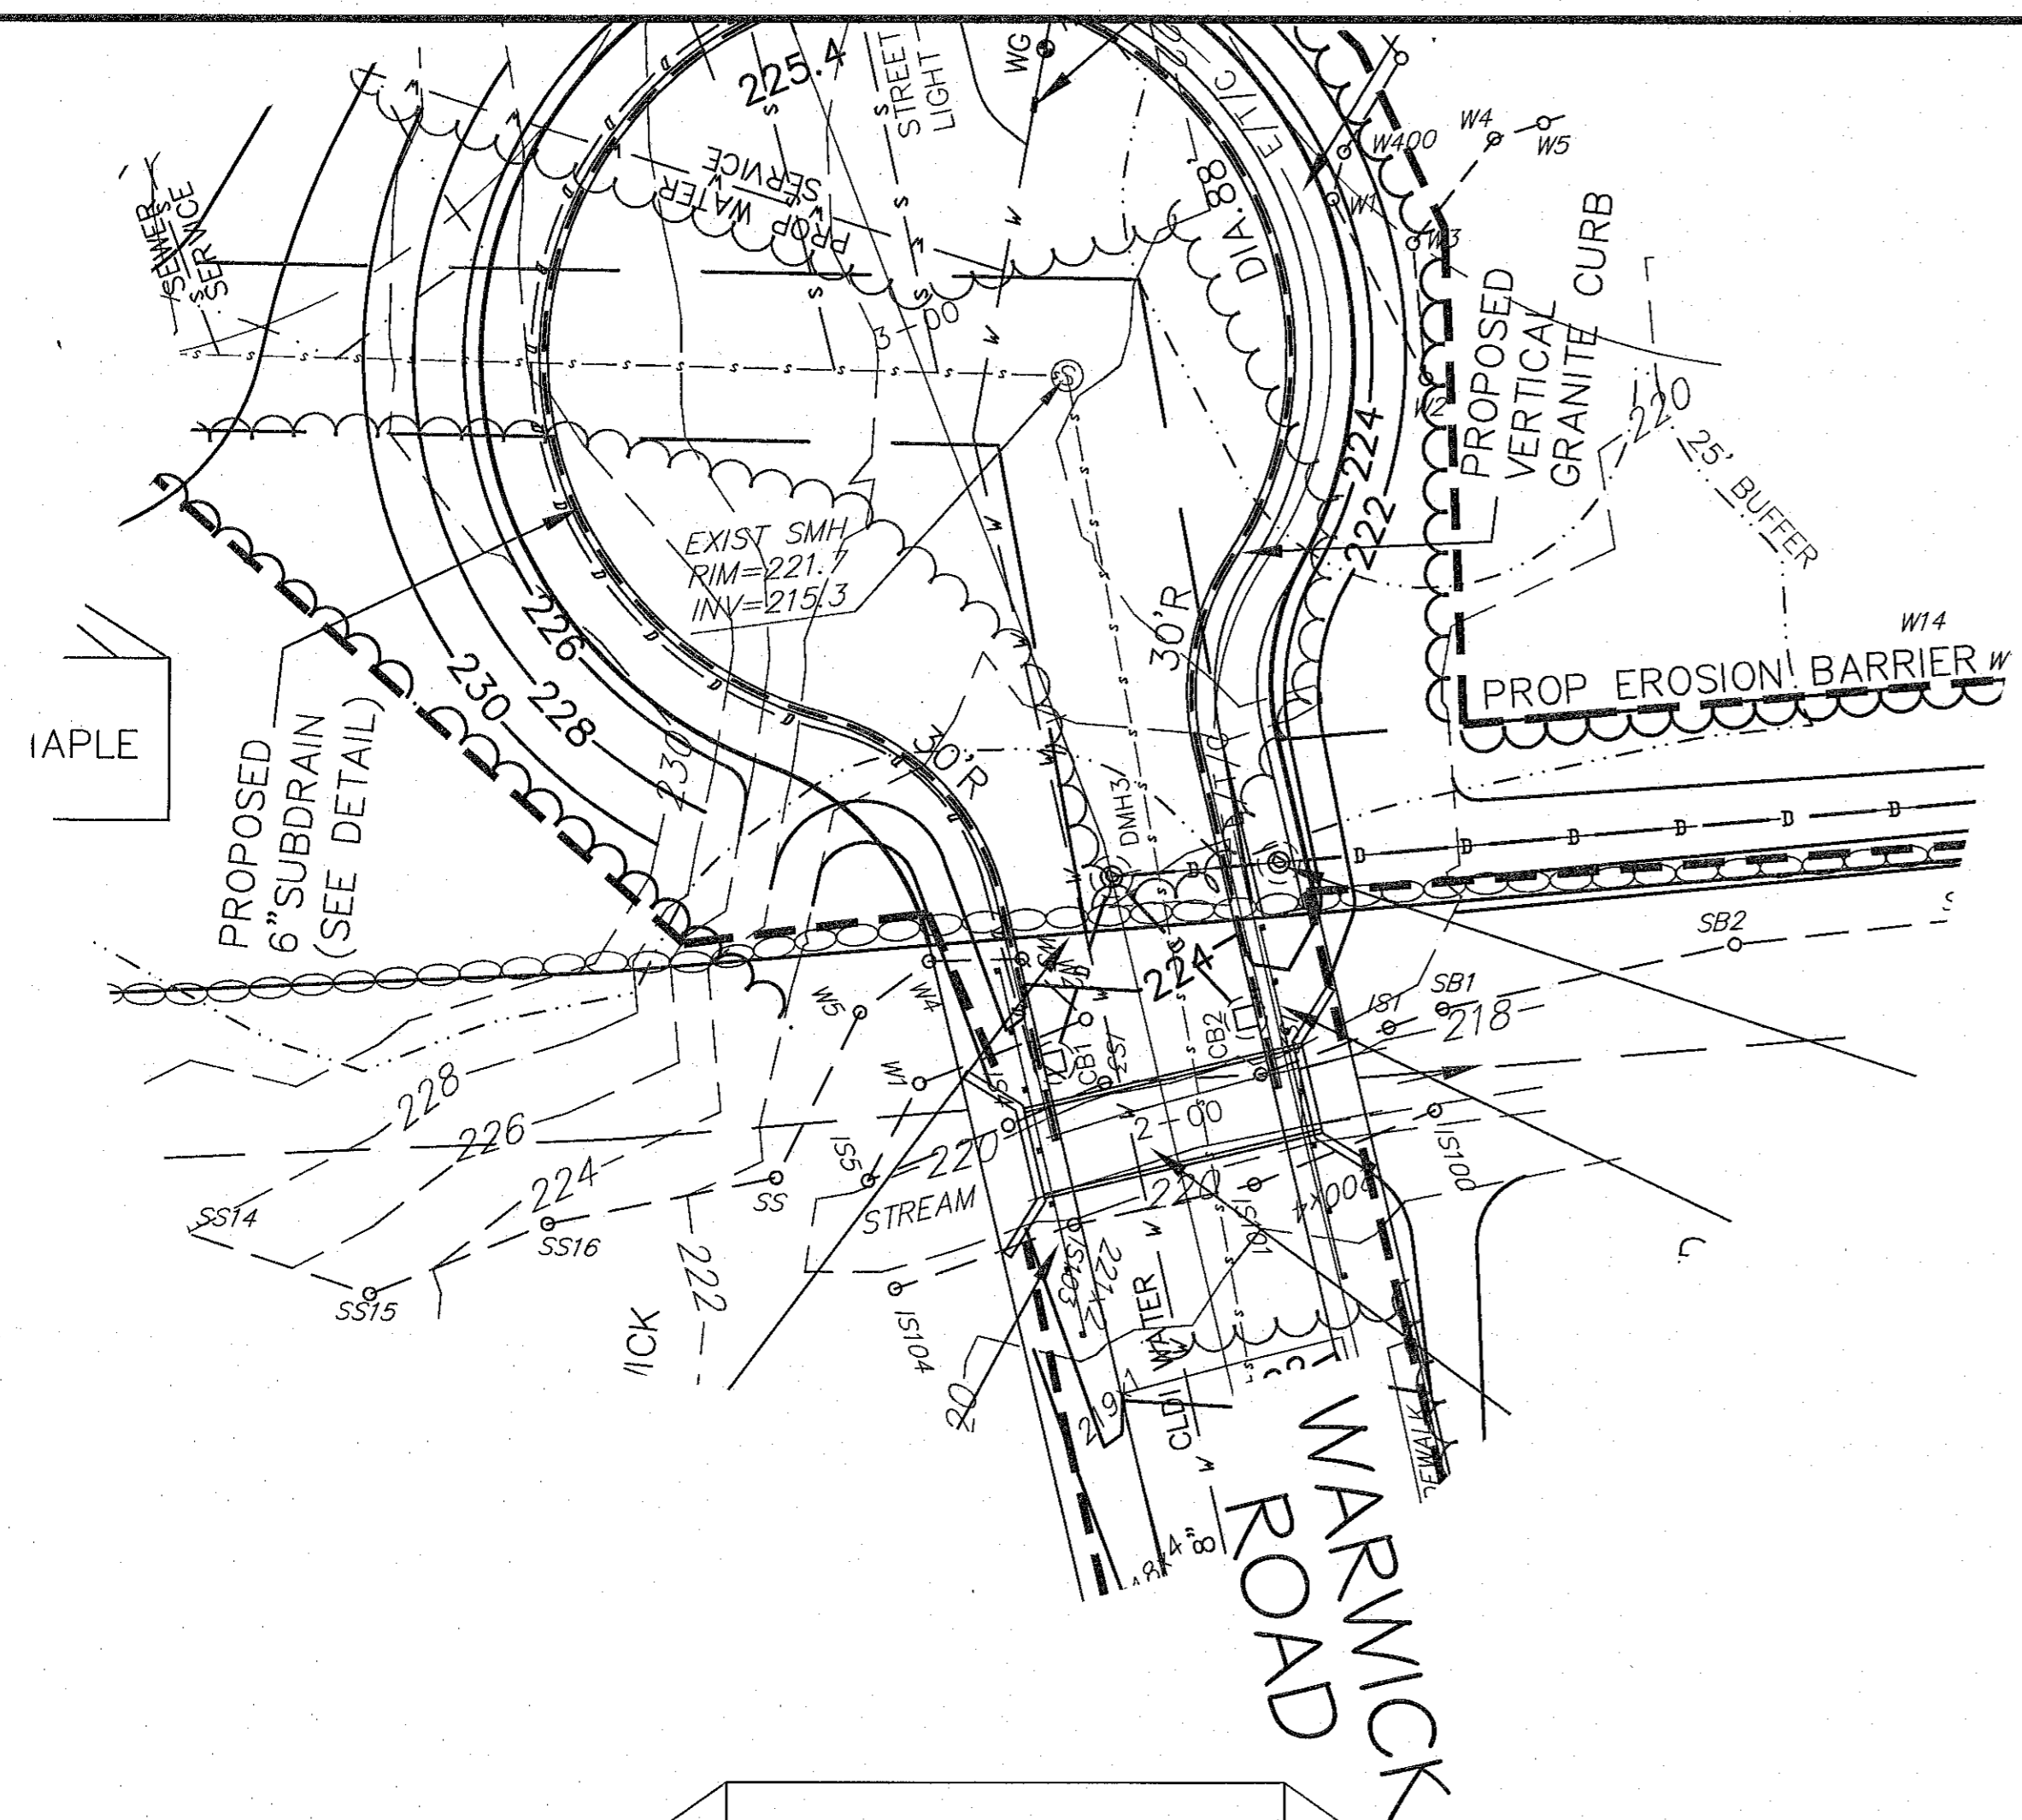 225.4
STREET
LIGHT
WG
E/T/C
W4
W5
W400
W1
W3
W2
SEWER
SERVICE
PROP WATER
SERVICE
DIA.88'
3-00
PROPOSED
VERTICAL
GRANITE CURB
220
25' BUFFER
224
222
EXIST SMH
RIM=221.7
INV=215.3
226
228
230
230
30'R
30'R
W14
PROP EROSION BARRIER
PROPOSED
6" SUBDRAIN
(SEE DETAIL)
DMH3
SB2
SB1
IS1
218
224
W5
W4
W1
CB1
CB2
228
226
224
222
220
220
2-00
IS5
STREAM
SS
SS14
SS16
SS15
IS100
IS101
IS103
IS104
CLDI WATER
8"
WARWICK
ROAD